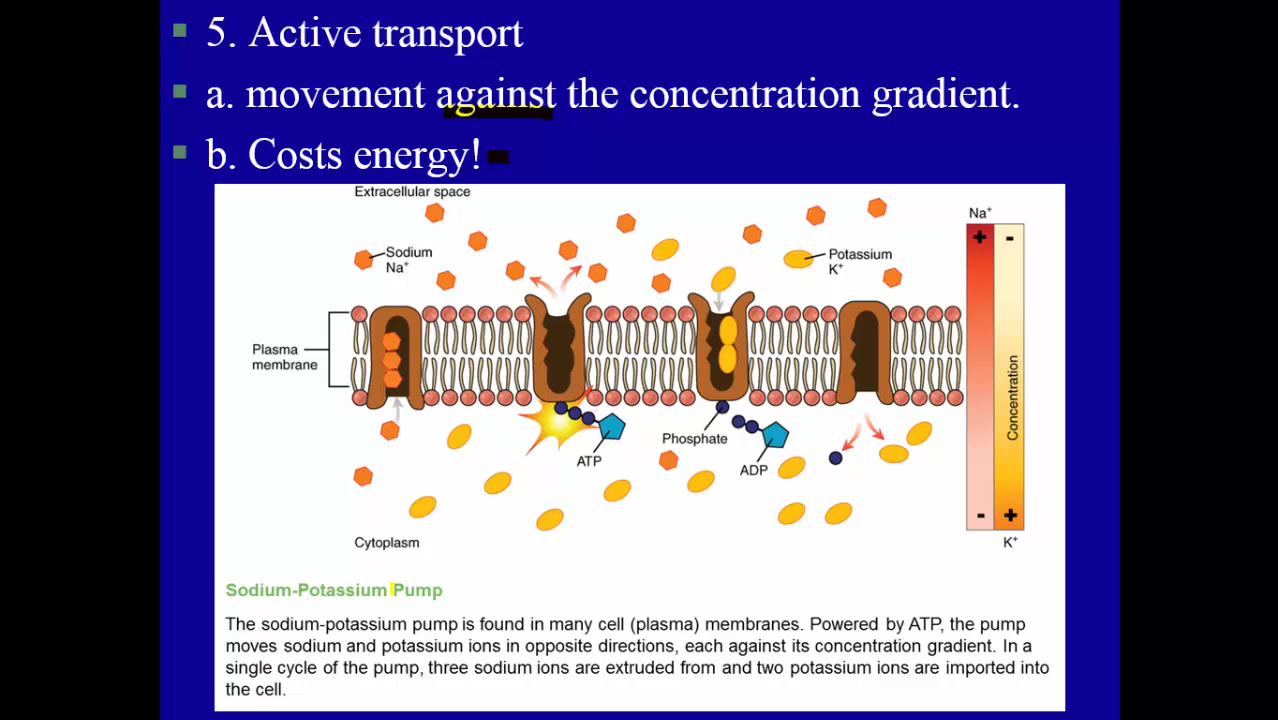 5. Active transport
a. movement against the concentration gradient.
b. Costs energy!
Extracellular space
Na⁺
+ -
Sodium
Na⁺
Potassium
K⁺
Plasma
membrane
Concentration
Phosphate
ATP
ADP
- +
Cytoplasm
K⁺
Sodium-Potassium Pump
The sodium-potassium pump is found in many cell (plasma) membranes. Powered by ATP, the pump
moves sodium and potassium ions in opposite directions, each against its concentration gradient. In a
single cycle of the pump, three sodium ions are extruded from and two potassium ions are imported into
the cell.